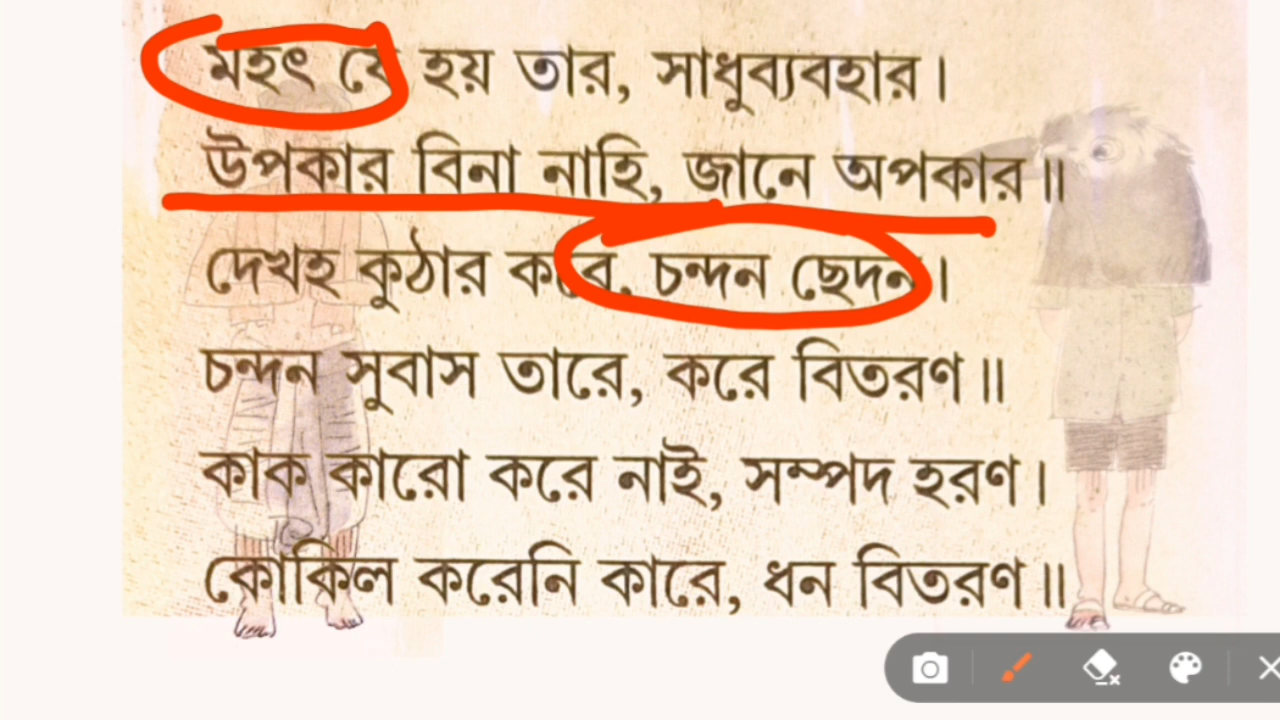 মহৎ যে হয় তার, সাধুব্যবহার।
উপকার বিনা নাহি, জানে অপকার॥
দেখহ কুঠার করে, চন্দন ছেদন।
চন্দন সুবাস তারে, করে বিতরণ॥
কাক কারো করে নাই, সম্পদ হরণ।
কোকিল করেনি কারে, ধন বিতরণ॥